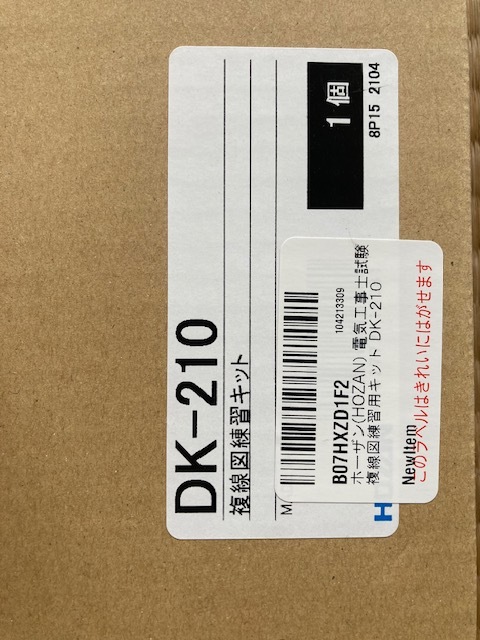 DK-210
複線図練習キット
1個
8P15 2104
104213309
B07HXZD1F2
ホーザン(HOZAN) 電気工事士試験
複線図練習用キット DK-210
NewItem
このラベルはきれいにはがせます
M
H